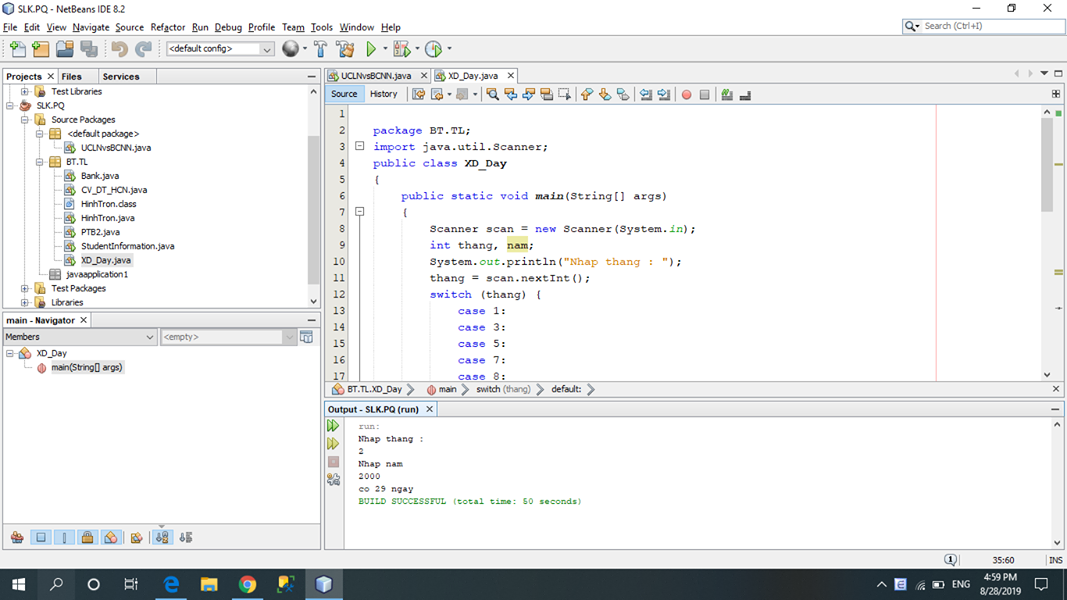 SLK.PQ - NetBeans IDE 8.2
File Edit View Navigate Source Refactor Run Debug Profile Team Tools Window Help
Search (Ctrl+I)
<default config>
Projects Files Services
Test Libraries
SLK.PQ
Source Packages
<default package>
UCLNvsBCNN.java
BT.TL
Bank.java
CV_DT_HCN.java
HinhTron.class
HinhTron.java
PTB2.java
StudentInformation.java
XD_Day.java
javaapplication1
Test Packages
Libraries
main - Navigator
Members <empty>
XD_Day
main(String[] args)
UCLNvsBCNN.java XD_Day.java
Source History
1
2 package BT.TL;
3 import java.util.Scanner;
4 public class XD_Day
5 {
6 public static void main(String[] args)
7 {
8 Scanner scan = new Scanner(System.in);
9 int thang, nam;
10 System.out.println("Nhap thang : ");
11 thang = scan.nextInt();
12 switch (thang) {
13 case 1:
14 case 3:
15 case 5:
16 case 7:
17 case 8:
BT.TL.XD_Day main switch (thang) default:
Output - SLK.PQ (run)
run:
Nhap thang :
2
Nhap nam
2000
co 29 ngay
BUILD SUCCESSFUL (total time: 50 seconds)
1 35:60 INS
ENG
4:59 PM
8/28/2019